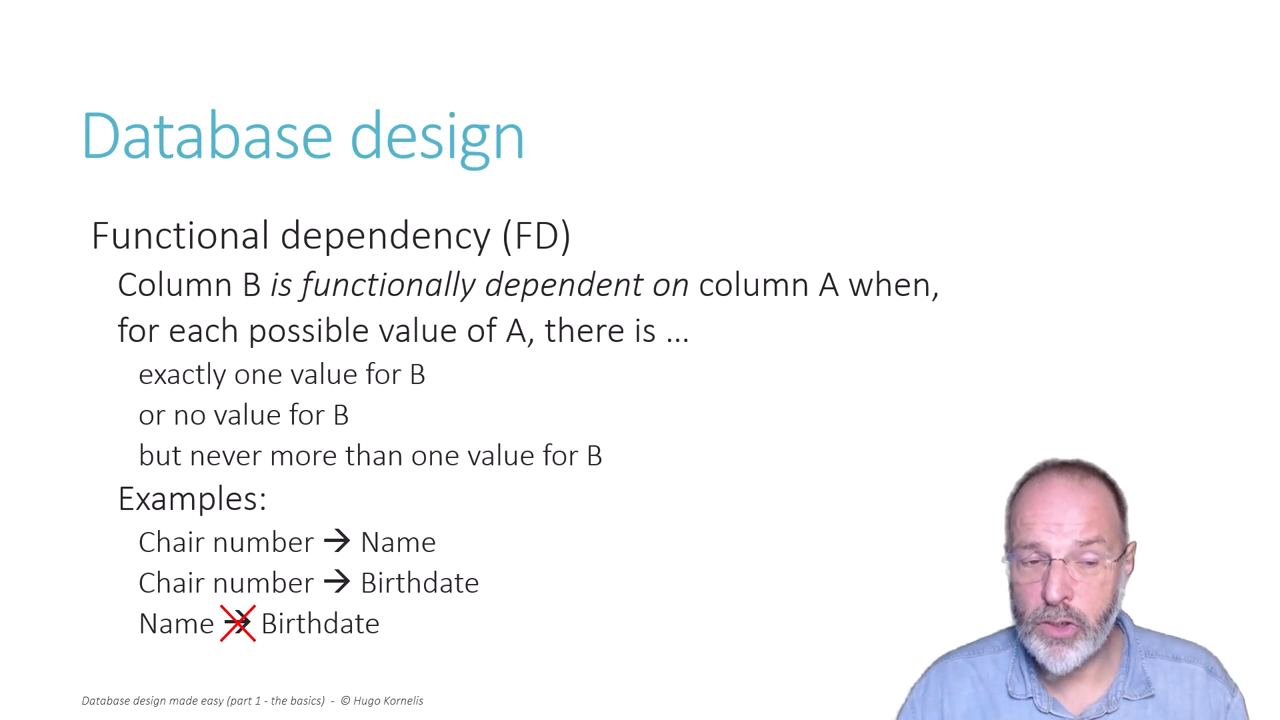 Database design
Functional dependency (FD)
Column B is functionally dependent on column A when,
for each possible value of A, there is ...
exactly one value for B
or no value for B
but never more than one value for B
Examples:
Chair number → Name
Chair number → Birthdate
Name → Birthdate
Database design made easy (part 1 - the basics) - © Hugo Kornelis